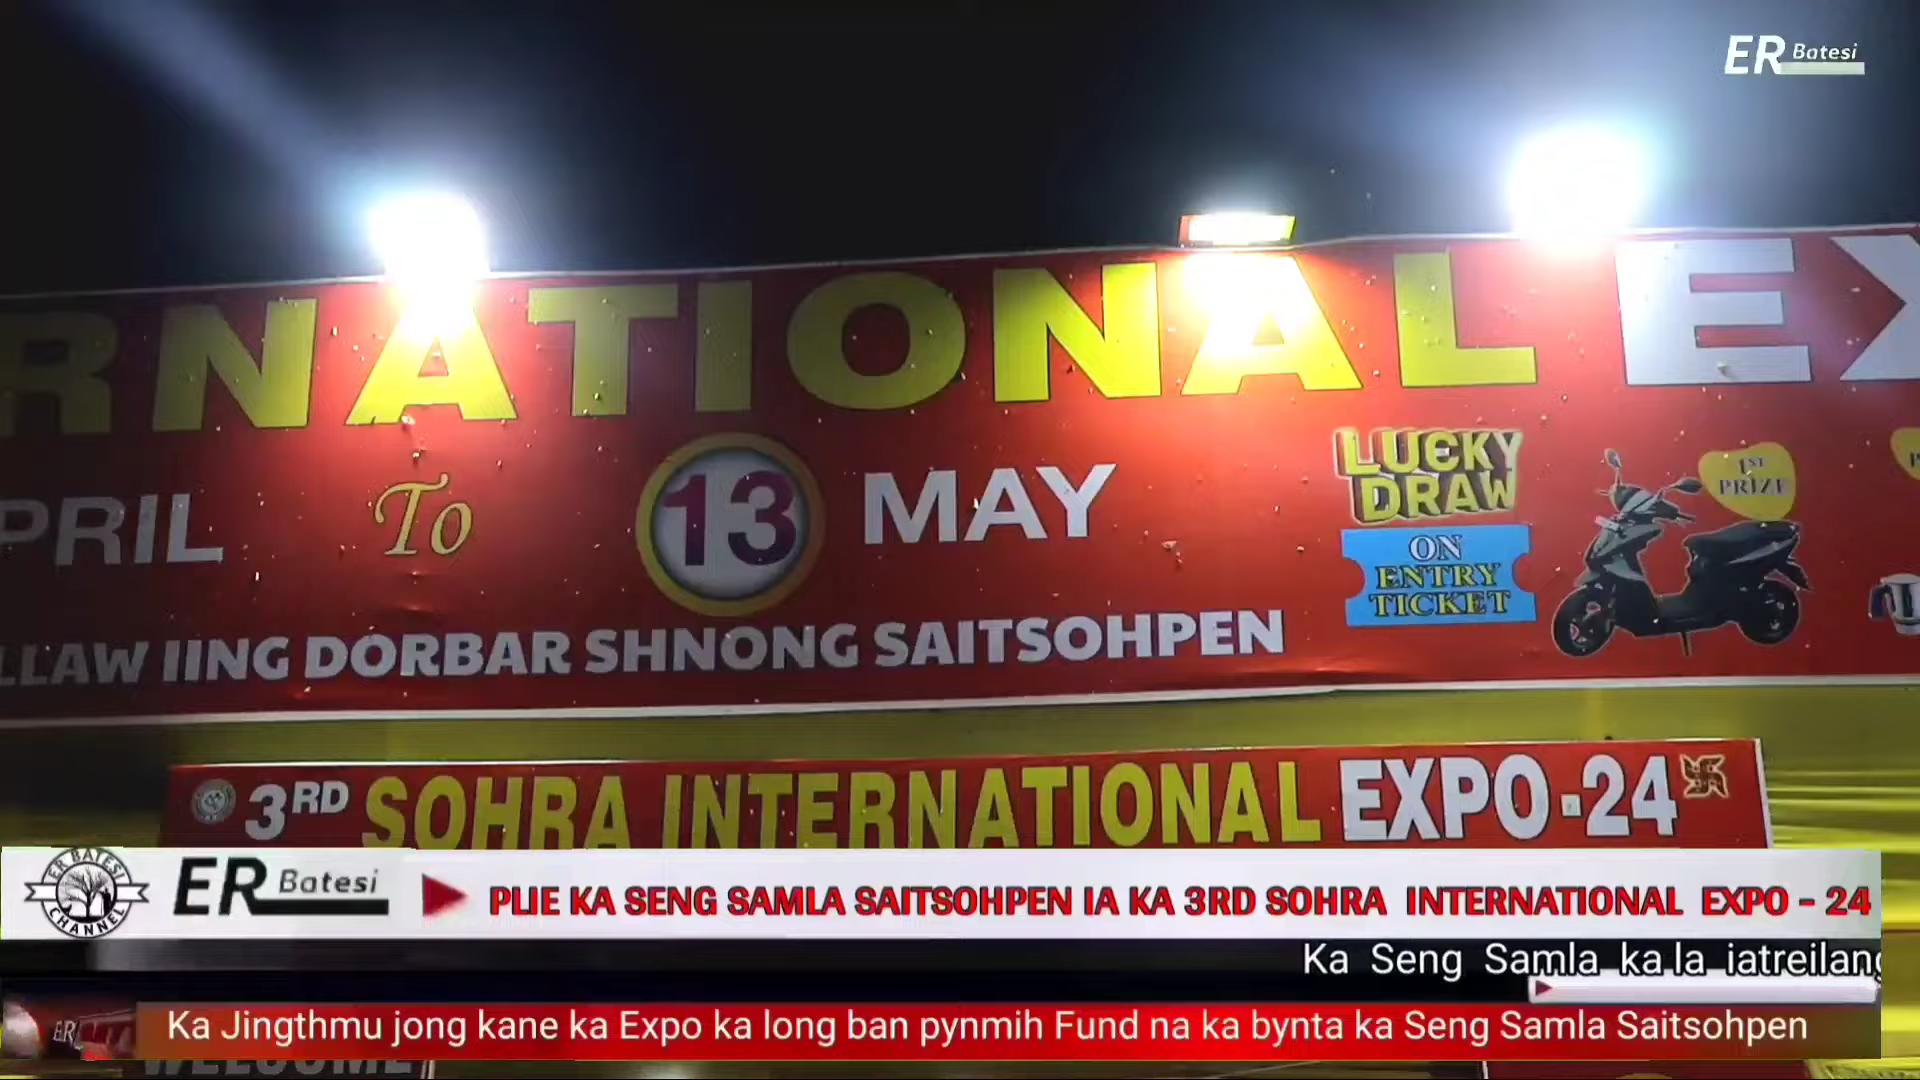 ER Batesi
RNATIONAL EX
PRIL To 13 MAY
LUCKY DRAW
ON ENTRY TICKET
1ST PRIZE
LLAW IING DORBAR SHNONG SAITSOHPEN
3RD SOHRA INTERNATIONAL EXPO-24
ER BATESI CHANNEL
ER Batesi
PLIE KA SENG SAMLA SAITSOHPEN IA KA 3RD SOHRA INTERNATIONAL EXPO - 24
Ka Seng Samla ka la iatreilang
ER
Ka Jingthmu jong kane ka Expo ka long ban pynmih Fund na ka bynta ka Seng Samla Saitsohpen
WELCOME